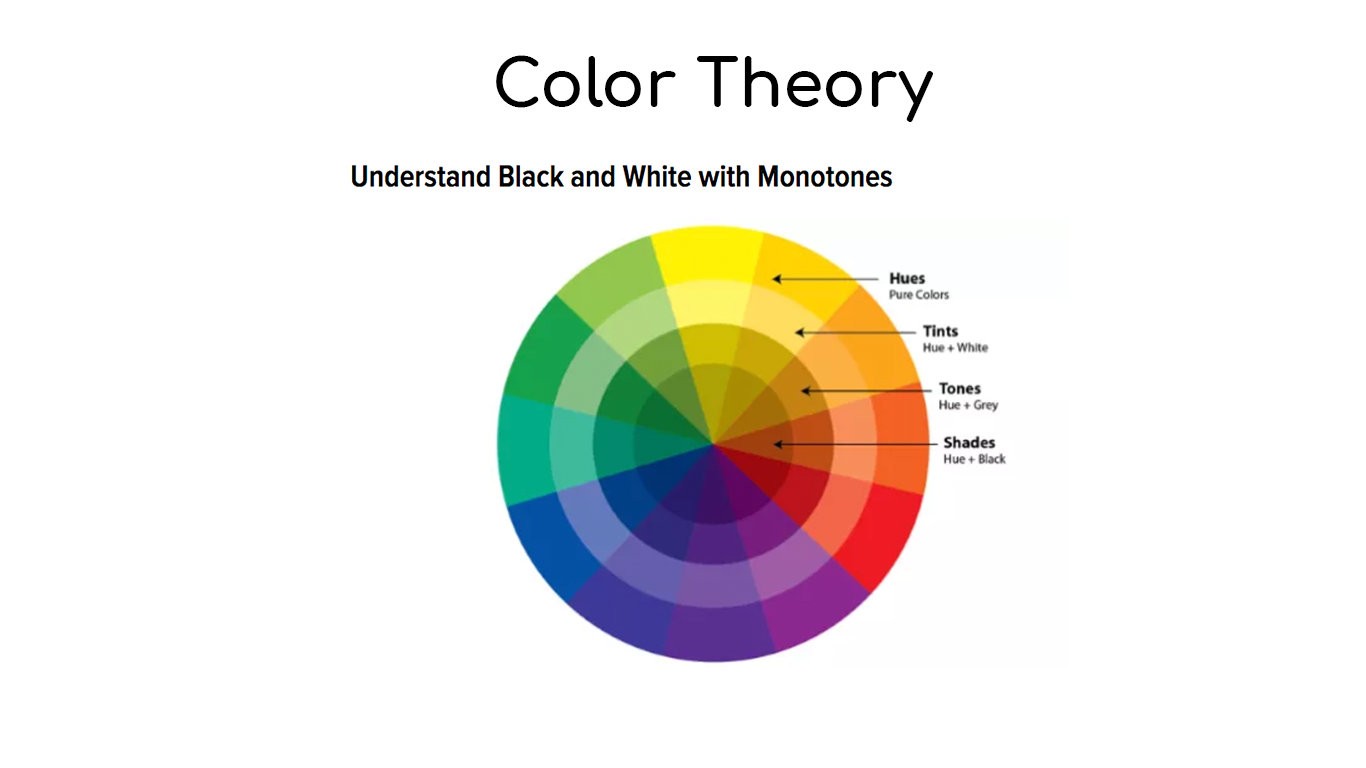 Color Theory
Understand Black and White with Monotones
Hues
Pure Colors
Tints
Hue + White
Tones
Hue + Grey
Shades
Hue + Black